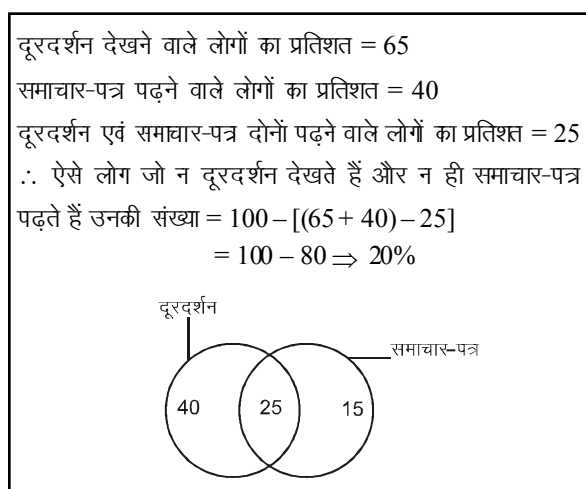 दूरदर्शन देखने वाले लोगों का प्रतिशत = 65
समाचार-पत्र पढ़ने वाले लोगों का प्रतिशत = 40
दूरदर्शन एवं समाचार-पत्र दोनों पढ़ने वाले लोगों का प्रतिशत = 25
∴ ऐसे लोग जो न दूरदर्शन देखते हैं और न ही समाचार-पत्र
पढ़ते हैं उनकी संख्या = 100 – [(65 + 40) – 25]
= 100 – 80 ⇒ 20%
दूरदर्शन
समाचार-पत्र
40 25 15